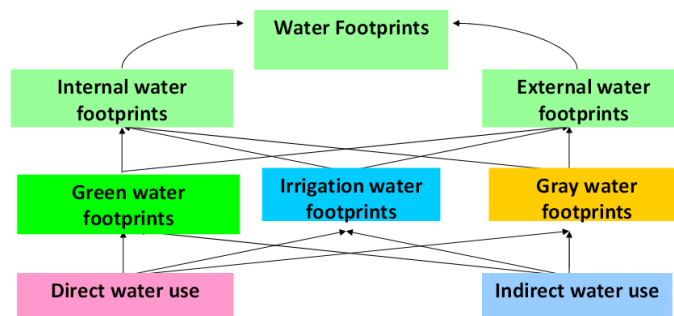 Water Footprints
Internal water
footprints
External water
footprints
Green water
footprints
Irrigation water
footprints
Gray water
footprints
Direct water use
Indirect water use